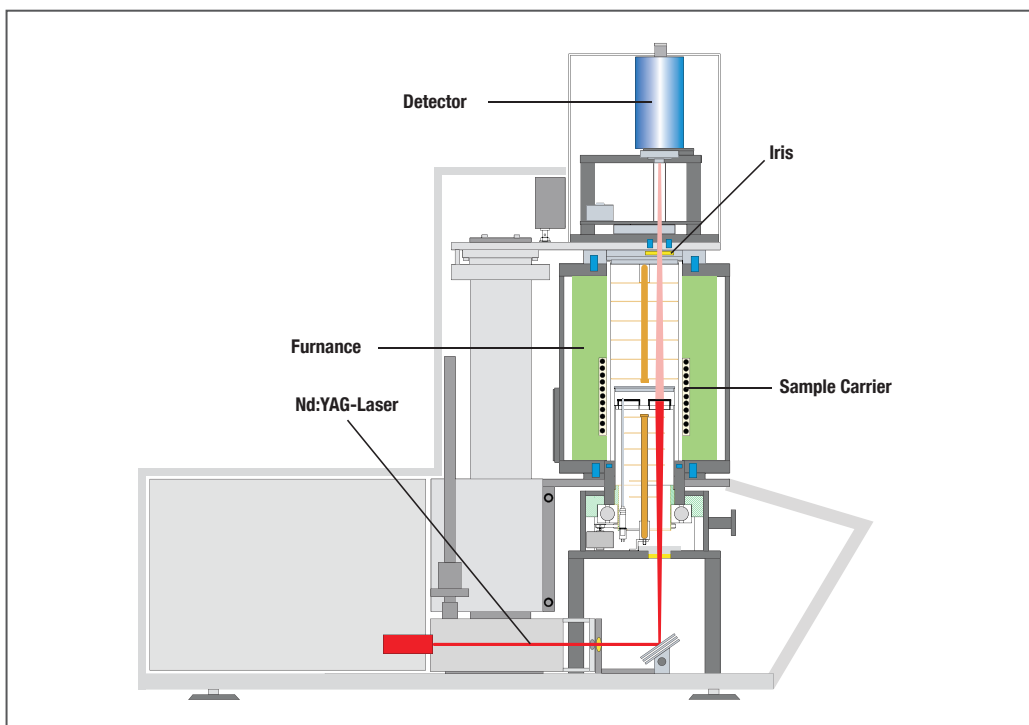 Detector
Iris
Furnance
Sample Carrier
Nd:YAG-Laser